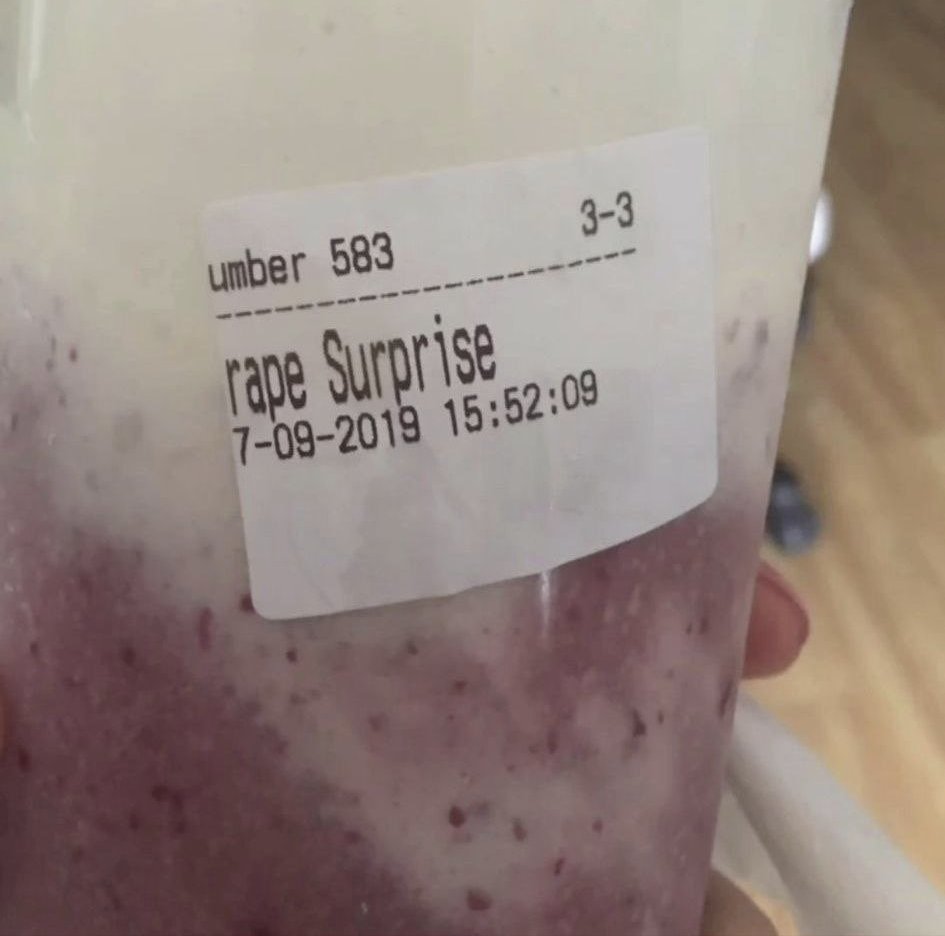 umber 583 3-3
rape Surprise
7-09-2019 15:52:09